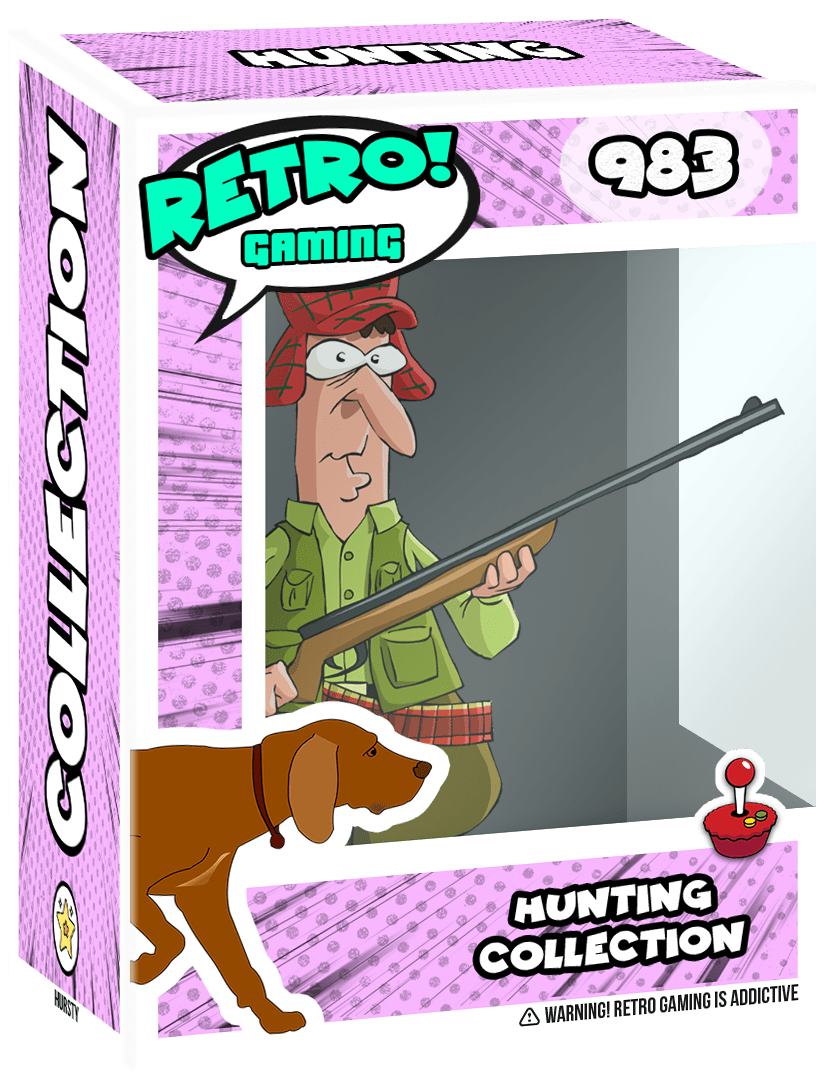 HUNTING
RETRO!
GAMING
983
COLLECTION
HURSTY
HUNTING
COLLECTION
WARNING! RETRO GAMING IS ADDICTIVE